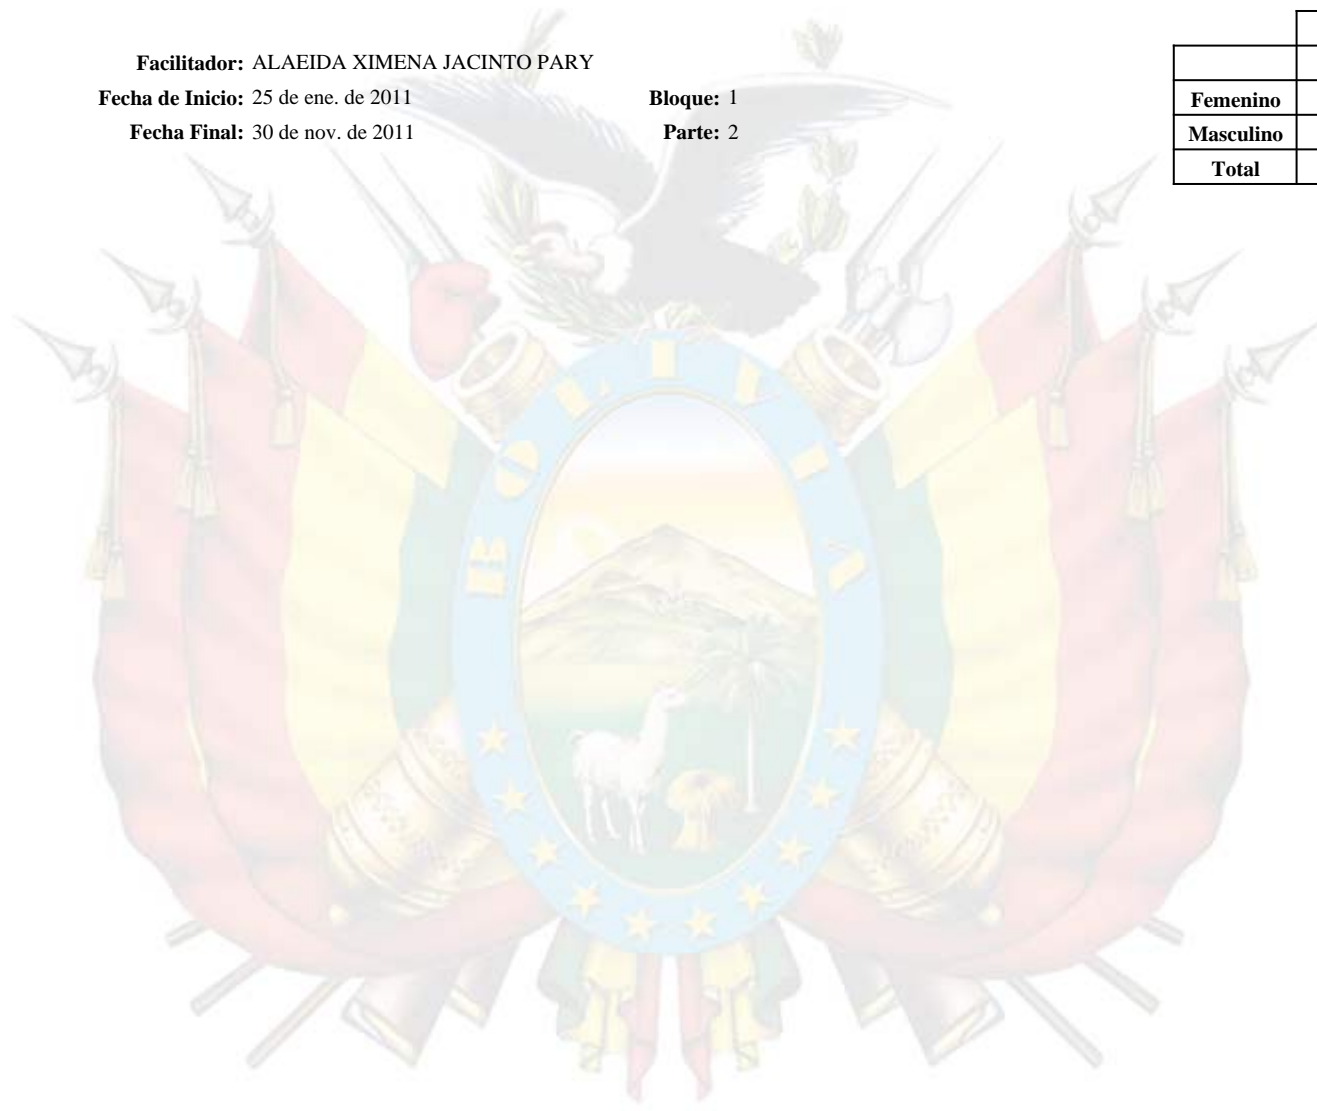 Facilitador: ALAEIDA XIMENA JACINTO PARY
Fecha de Inicio: 25 de ene. de 2011
Bloque: 1
Fecha Final: 30 de nov. de 2011
Parte: 2
Femenino
Masculino
Total
BOLIVIA